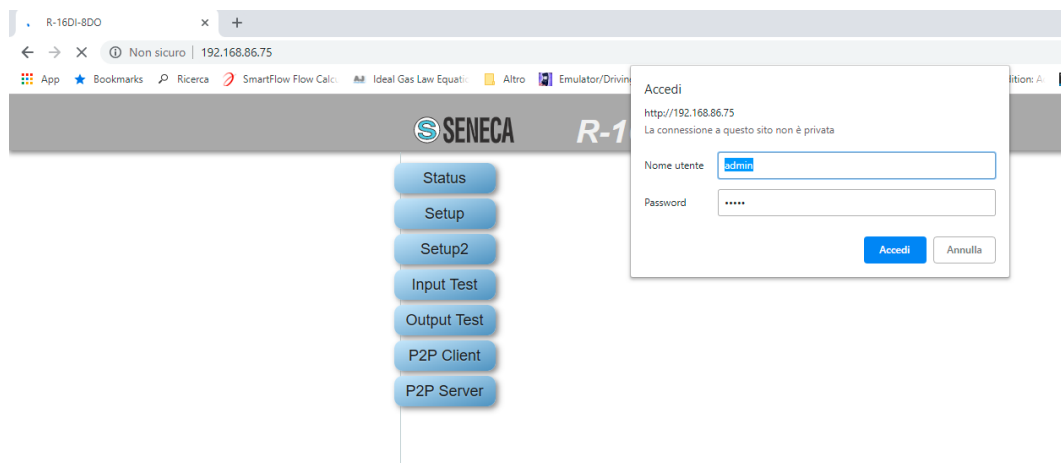 R-16DI-8DO
Non sicuro | 192.168.86.75
App Bookmarks Ricerca SmartFlow Flow Calc Ideal Gas Law Equatic Altro Emulator/Driving dition: A
SENECA R-1
Accedi
http://192.168.86.75
La connessione a questo sito non è privata
Nome utente admin
Password •••••
Accedi Annulla
Status
Setup
Setup2
Input Test
Output Test
P2P Client
P2P Server